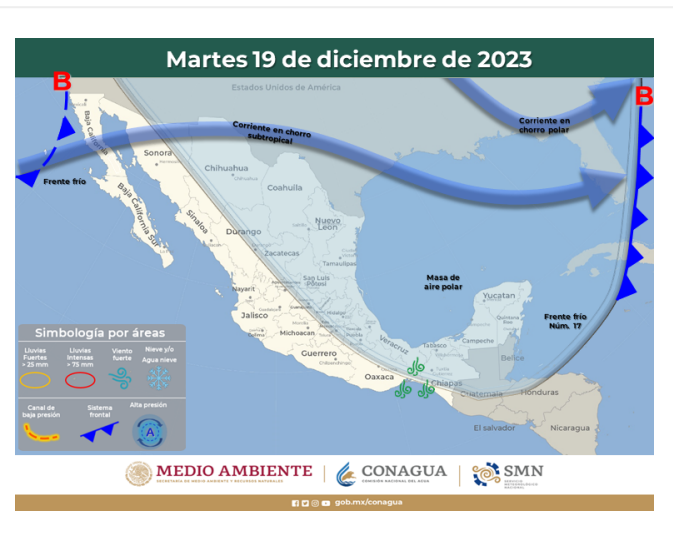 Martes 19 de diciembre de 2023
B
Estados Unidos de América
B
Baja California
Corriente en chorro
subtropical
Corriente en
chorro polar
Sonora
Chihuahua
Coahuila
Frente frío
Baja California Sur
Sinaloa
Durango
Nuevo
León
Zacatecas
Tamaulipas
San Luis
Potosí
Masa de
aire polar
Nayarit
Yucatan
Jalisco
Quintana
Roo
Frente frío
Núm. 17
Michoacan
Veracruz
Tabasco
Campeche
Guerrero
Belice
Oaxaca
Chiapas
Guatemala
Honduras
El salvador
Nicaragua
Simbología por áreas
Lluvias
Fuertes
> 25 mm
Lluvias
Intensas
> 75 mm
Viento
fuerte
Nieve y/o
Agua nieve
Canal de
baja presión
Sistema
frontal
Alta presión
A
MEDIO AMBIENTE
SECRETARÍA DE MEDIO AMBIENTE Y RECURSOS NATURALES
CONAGUA
COMISIÓN NACIONAL DEL AGUA
SMN
SERVICIO
METEOROLÓGICO
NACIONAL
gob.mx/conagua